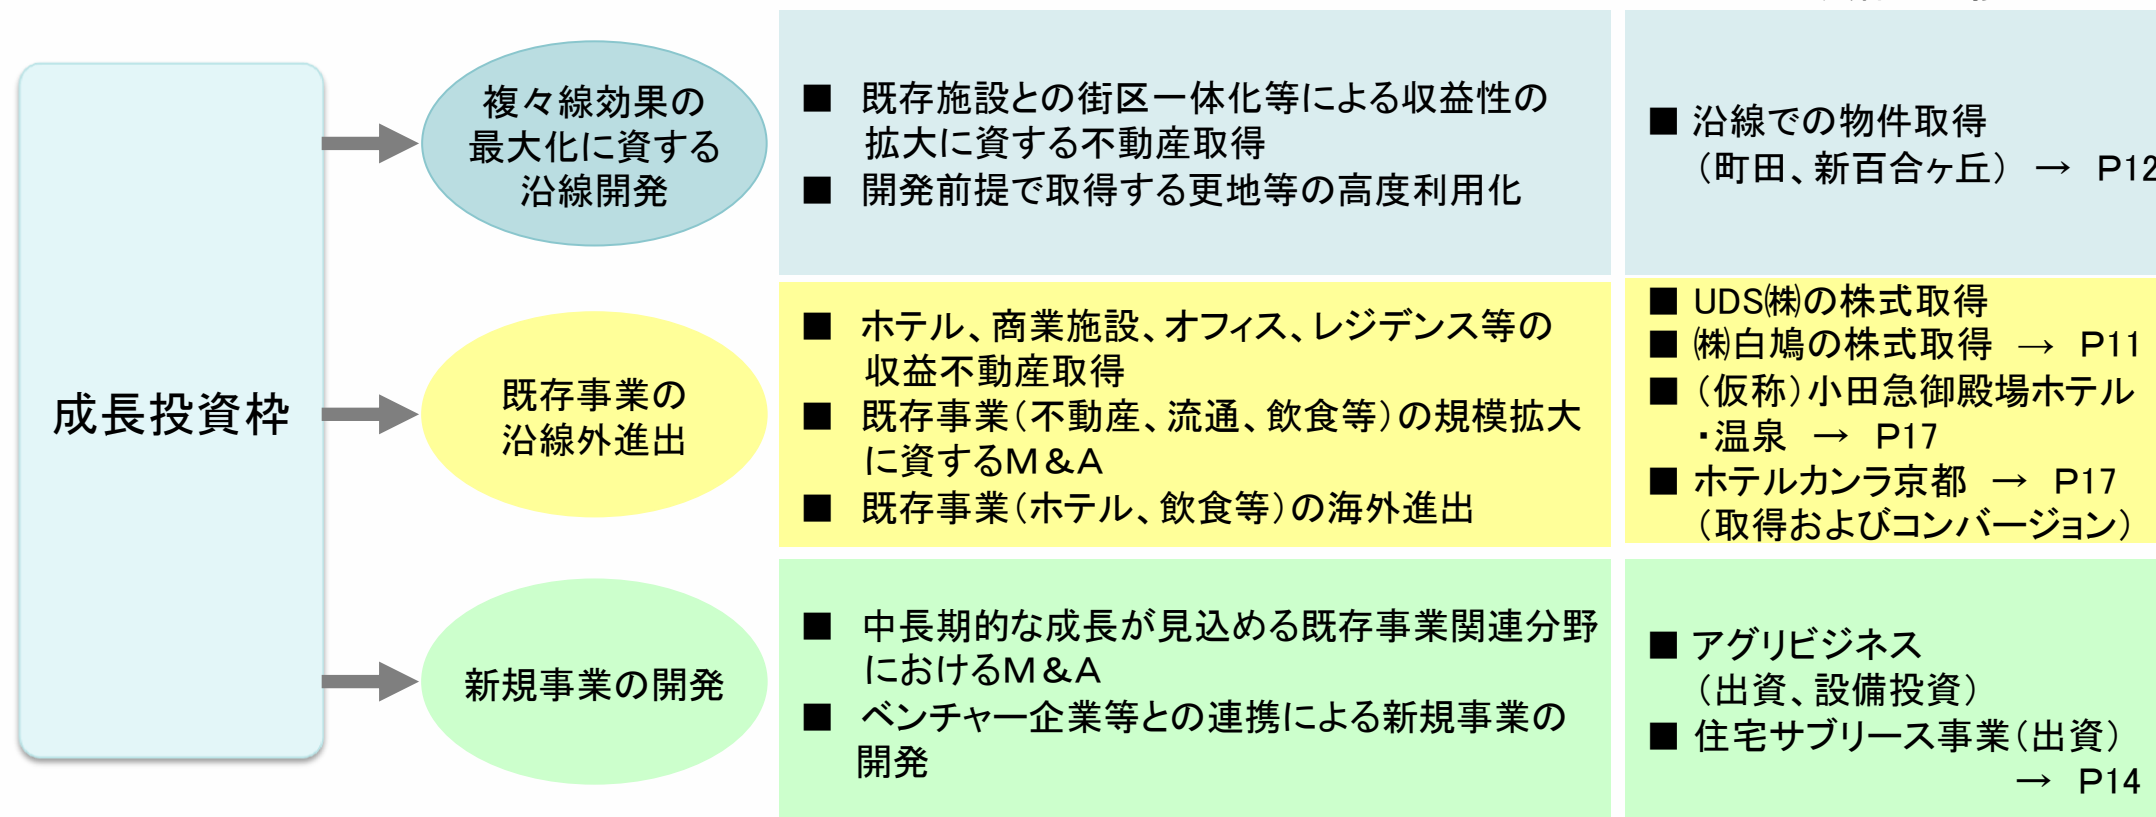 成長投資枠
複々線効果の
最大化に資する
沿線開発
■ 既存施設との街区一体化等による収益性の
拡大に資する不動産取得
■ 開発前提で取得する更地等の高度利用化
■ 沿線での物件取得
（町田、新百合ヶ丘） → P12
既存事業の
沿線外進出
■ ホテル、商業施設、オフィス、レジデンス等の
収益不動産取得
■ 既存事業（不動産、流通、飲食等）の規模拡大
に資するM＆A
■ 既存事業（ホテル、飲食等）の海外進出
■ UDS㈱の株式取得
■ ㈱白鳩の株式取得 → P11
■ （仮称）小田急御殿場ホテル
・温泉 → P17
■ ホテルカンラ京都 → P17
（取得およびコンバージョン）
新規事業の開発
■ 中長期的な成長が見込める既存事業関連分野
におけるM＆A
■ ベンチャー企業等との連携による新規事業の
開発
■ アグリビジネス
（出資、設備投資）
■ 住宅サブリース事業（出資）
→ P14